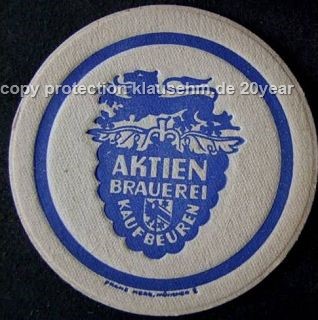 copy protection klausehm.de 20year
AKTIEN
BRAUEREI
KAUFBEUREN